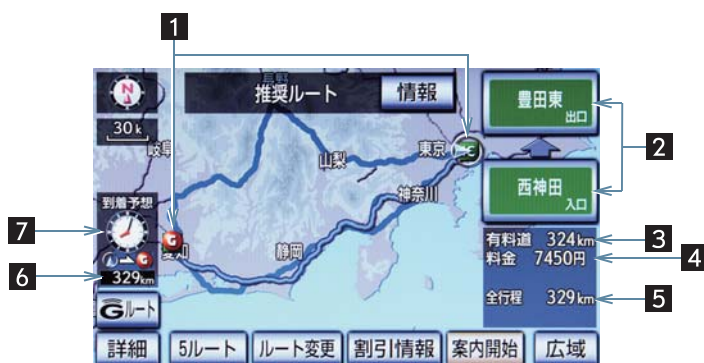 1
長野
推奨ルート
情報
豊田東
出口
30k
岐阜
山梨
東京
2
西神田
入口
神奈川
到着予想
7
G
愛知
静岡
有料道 324km
3
料金 7450円
4
6
329km
全行程 329km
5
Gルート
詳細
5ルート
ルート変更
割引情報
案内開始
広域